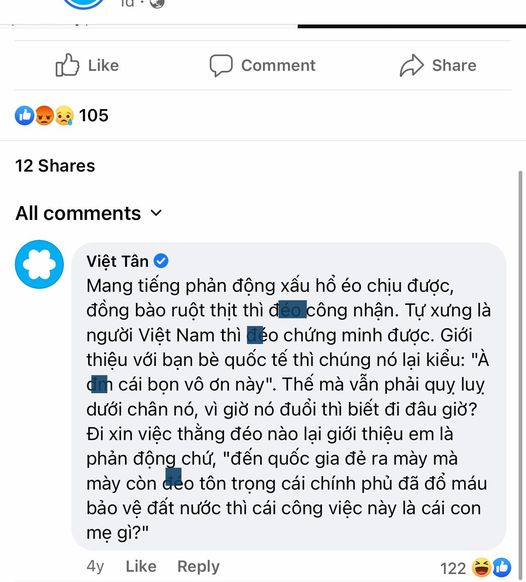 1d ·
Like Comment Share
105
12 Shares
All comments
Việt Tân
Mang tiếng phản động xấu hổ éo chịu được,
đồng bào ruột thịt thì đéo công nhận. Tự xưng là
người Việt Nam thì đéo chứng minh được. Giới
thiệu với bạn bè quốc tế thì chúng nó lại kiểu: "À
cái bọn vô ơn này". Thế mà vẫn phải quỵ luỵ
dưới chân nó, vì giờ nó đuổi thì biết đi đâu giờ?
Đi xin việc thằng đéo nào lại giới thiệu em là
phản động chứ, "đến quốc gia đẻ ra mày mà
mày còn đéo tôn trọng cái chính phủ đã đổ máu
bảo vệ đất nước thì cái công việc này là cái con
mẹ gì?"
4y Like Reply 122